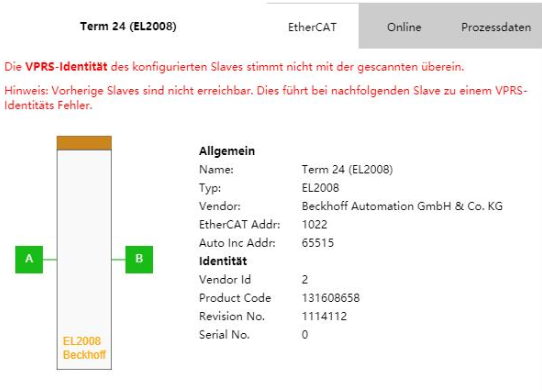 Term 24 (EL2008)
EtherCAT
Online
Prozessdaten
Die VPRS-Identität des konfigurierten Slaves stimmt nicht mit der gescannten überein.
Hinweis: Vorherige Slaves sind nicht erreichbar. Dies führt bei nachfolgenden Slave zu einem VPRS-
Identitäts Fehler.
Allgemein
Name: Term 24 (EL2008)
Typ: EL2008
Vendor: Beckhoff Automation GmbH & Co. KG
EtherCAT Addr: 1022
Auto Inc Addr: 65515
Identität
Vendor Id 2
Product Code 131608658
Revision No. 1114112
Serial No. 0
A
B
EL2008
Beckhoff